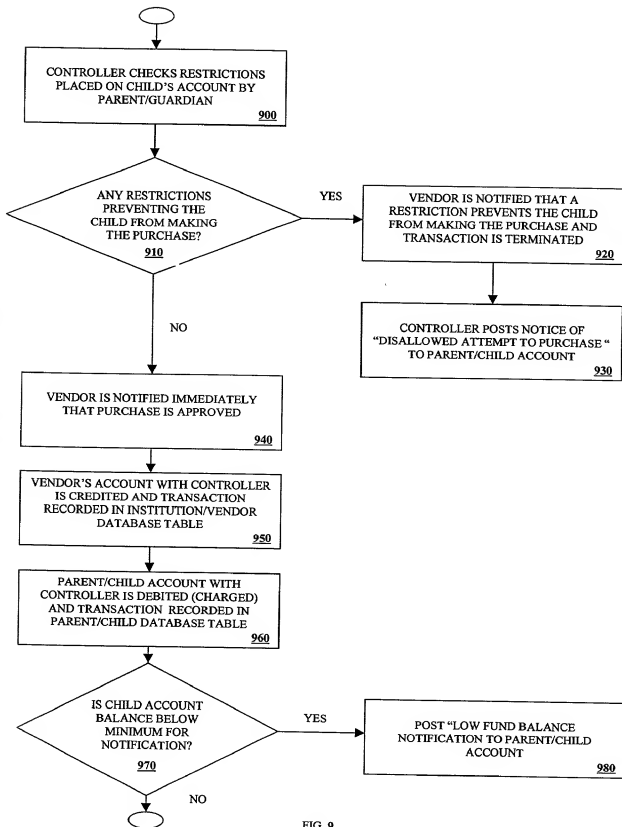 CONTROLLER CHECKS RESTRICTIONS
PLACED ON CHILD'S ACCOUNT BY
PARENT/GUARDIAN
900
ANY RESTRICTIONS
PREVENTING THE
CHILD FROM MAKING
THE PURCHASE?
910
YES
VENDOR IS NOTIFIED THAT A
RESTRICTION PREVENTS THE CHILD
FROM MAKING THE PURCHASE AND
TRANSACTION IS TERMINATED
920
CONTROLLER POSTS NOTICE OF
"DISALLOWED ATTEMPT TO PURCHASE "
TO PARENT/CHILD ACCOUNT
930
NO
VENDOR IS NOTIFIED IMMEDIATELY
THAT PURCHASE IS APPROVED
940
VENDOR'S ACCOUNT WITH CONTROLLER
IS CREDITED AND TRANSACTION
RECORDED IN INSTITUTION/VENDOR
DATABASE TABLE
950
PARENT/CHILD ACCOUNT WITH
CONTROLLER IS DEBITED (CHARGED)
AND TRANSACTION RECORDED IN
PARENT/CHILD DATABASE TABLE
960
IS CHILD ACCOUNT
BALANCE BELOW
MINIMUM FOR
NOTIFICATION?
970
YES
POST "LOW FUND BALANCE
NOTIFICATION TO PARENT/CHILD
ACCOUNT
980
NO
FIG. 9